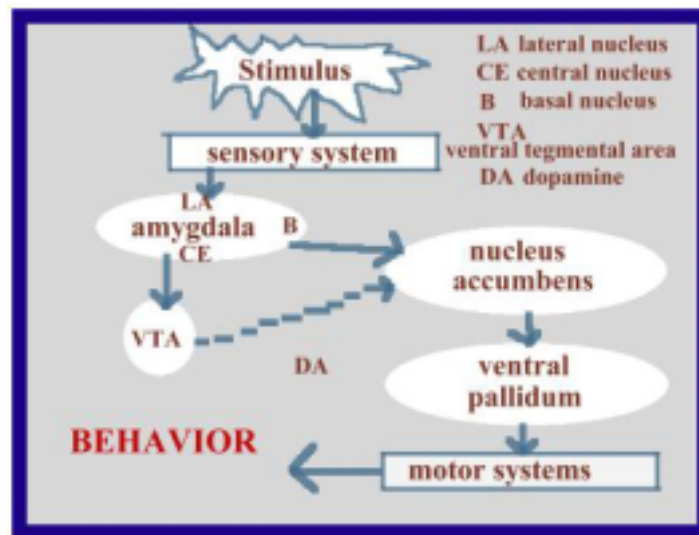 Stimulus
LA lateral nucleus
CE central nucleus
B basal nucleus
VTA
ventral tegmental area
DA dopamine
sensory system
LA
amygdala
B
CE
nucleus
accumbens
VTA
DA
ventral
pallidum
BEHAVIOR
motor systems